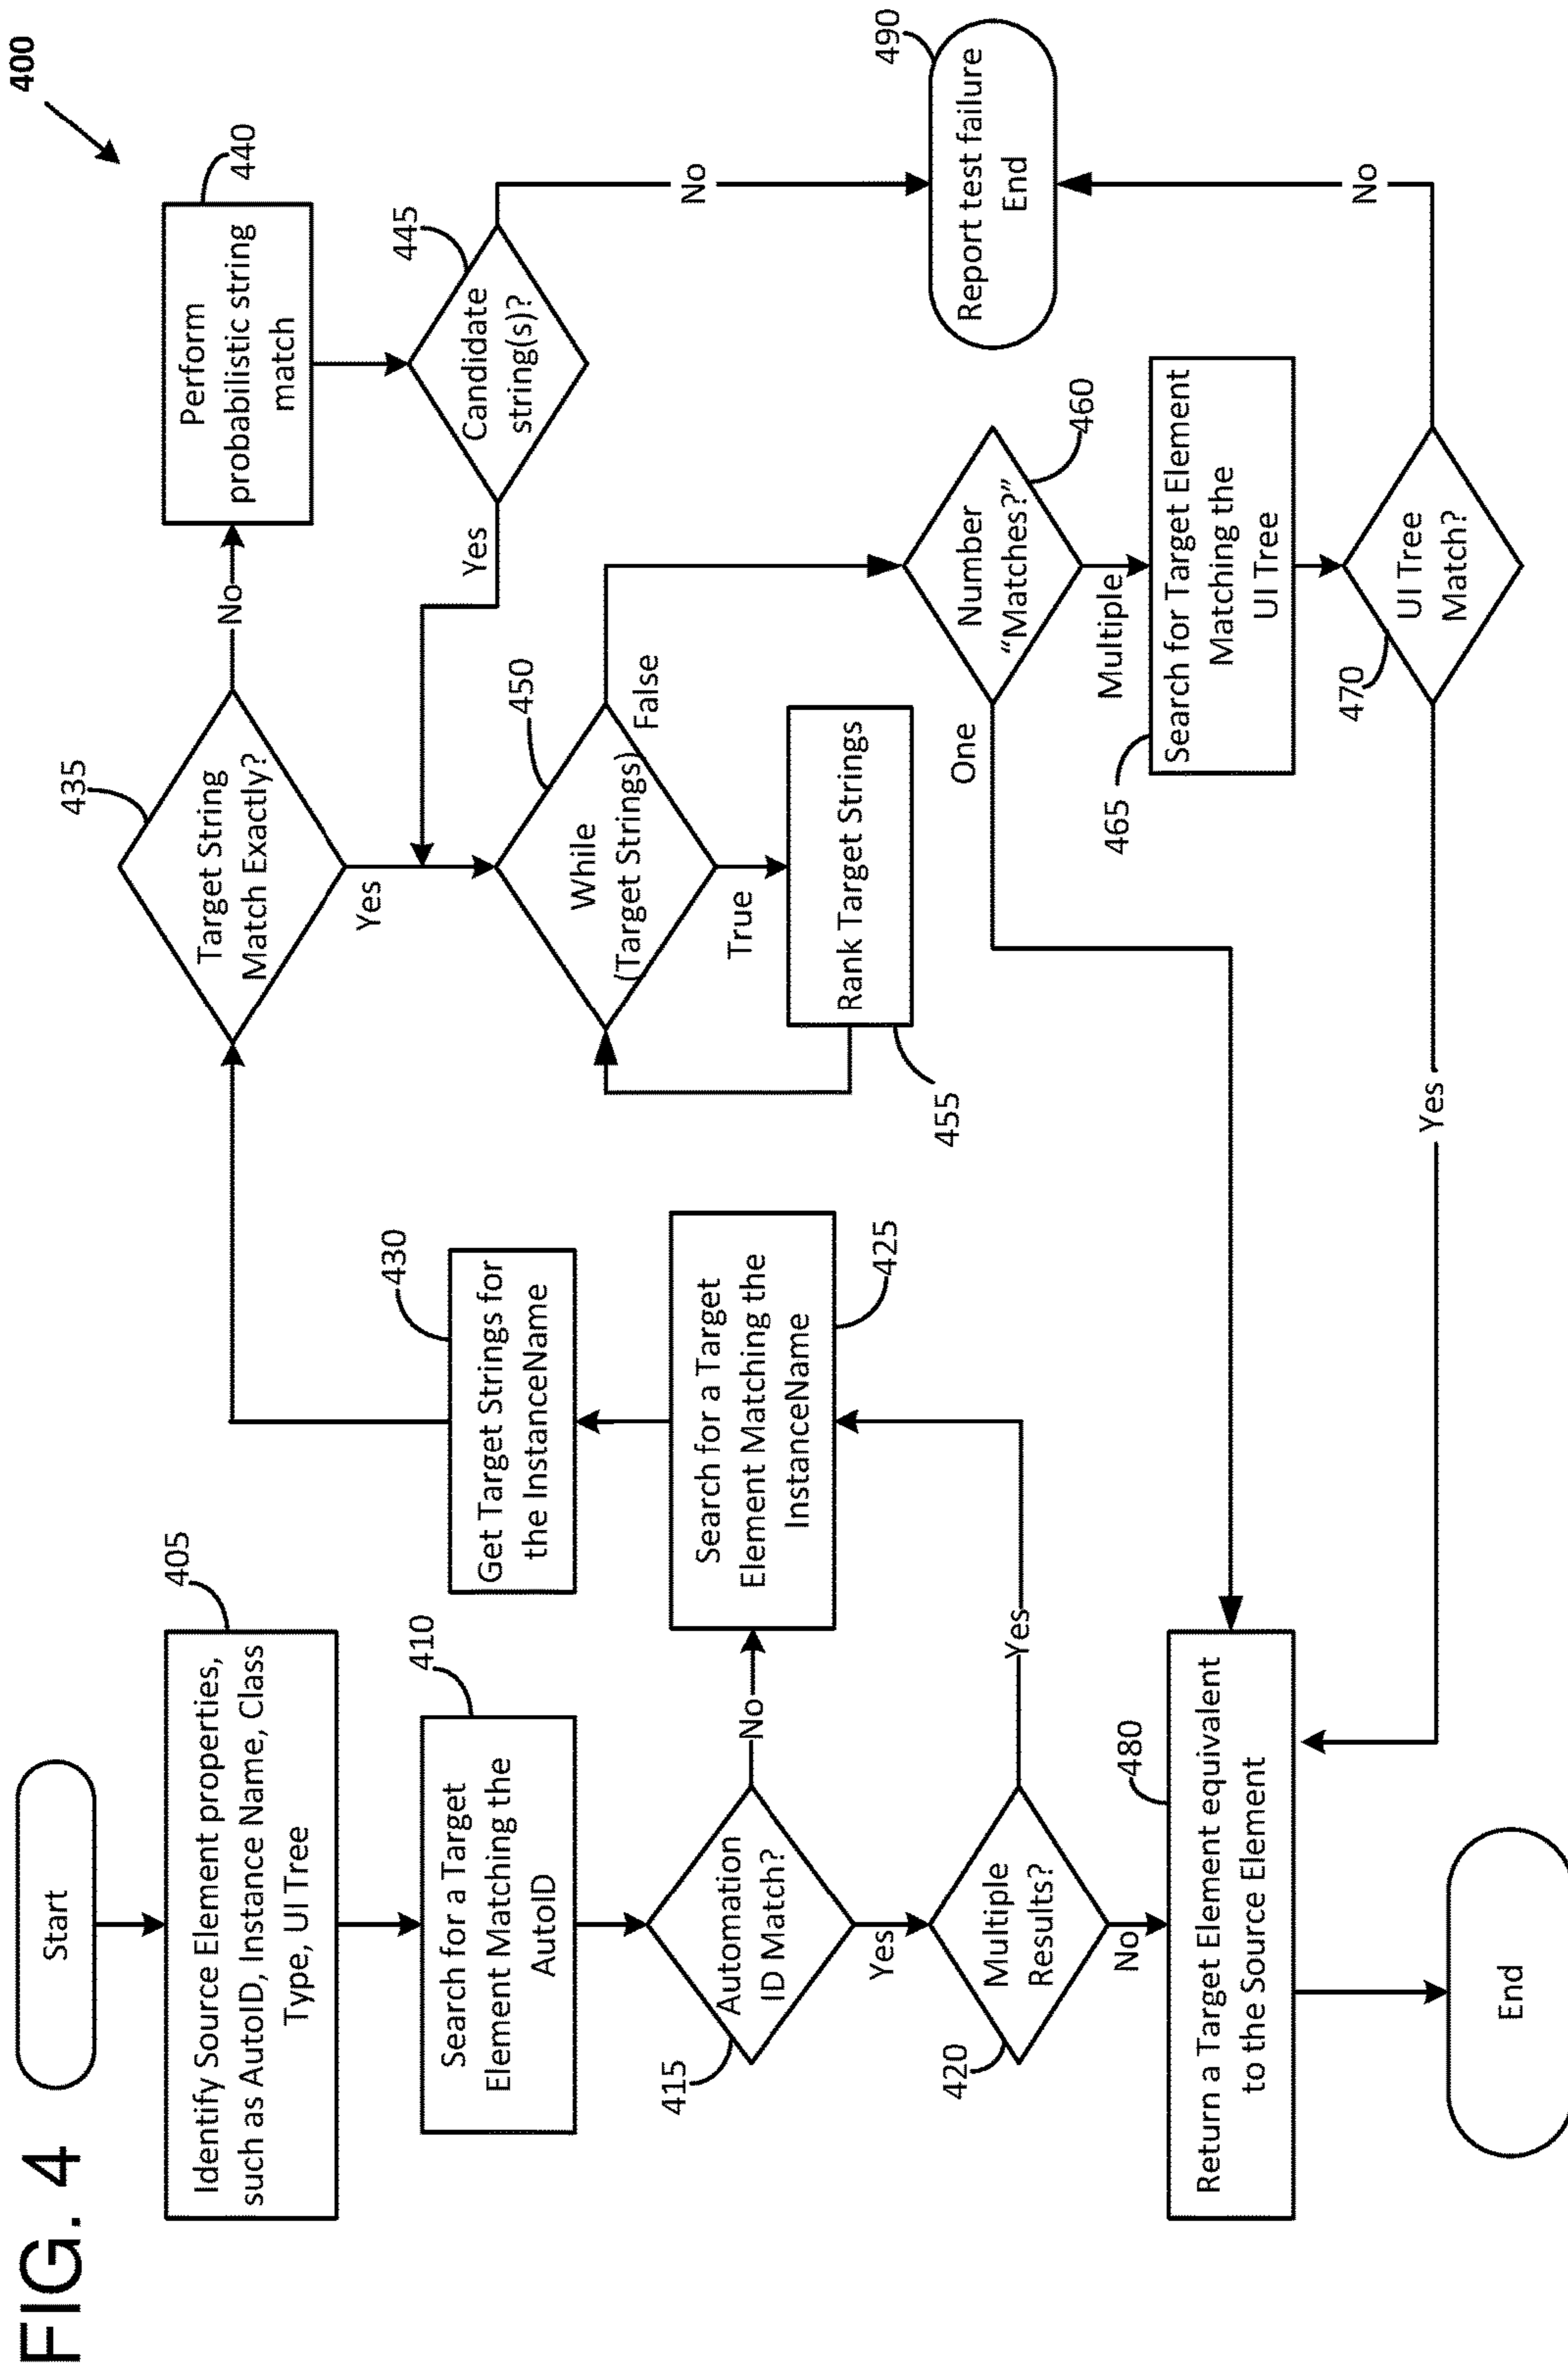 FIG. 4
400
Start
405
Identify Source Element properties,
such as AutoID, Instance Name, Class
Type, UI Tree
410
Search for a Target
Element Matching the
AutoID
415
Automation
ID Match?
No
Yes
420
Multiple
Results?
Yes
No
480
Return a Target Element equivalent
to the Source Element
End
425
Search for a Target
Element Matching the
InstanceName
430
Get Target Strings for
the InstanceName
435
Target String
Match Exactly?
No
Yes
440
Perform
probabilistic string
match
445
Candidate
string(s)?
Yes
No
450
While
(Target Strings)
False
True
455
Rank Target Strings
460
Number
“Matches?”
One
Multiple
465
Search for Target Element
Matching the
UI Tree
470
UI Tree
Match?
Yes
No
490
Report test failure
End